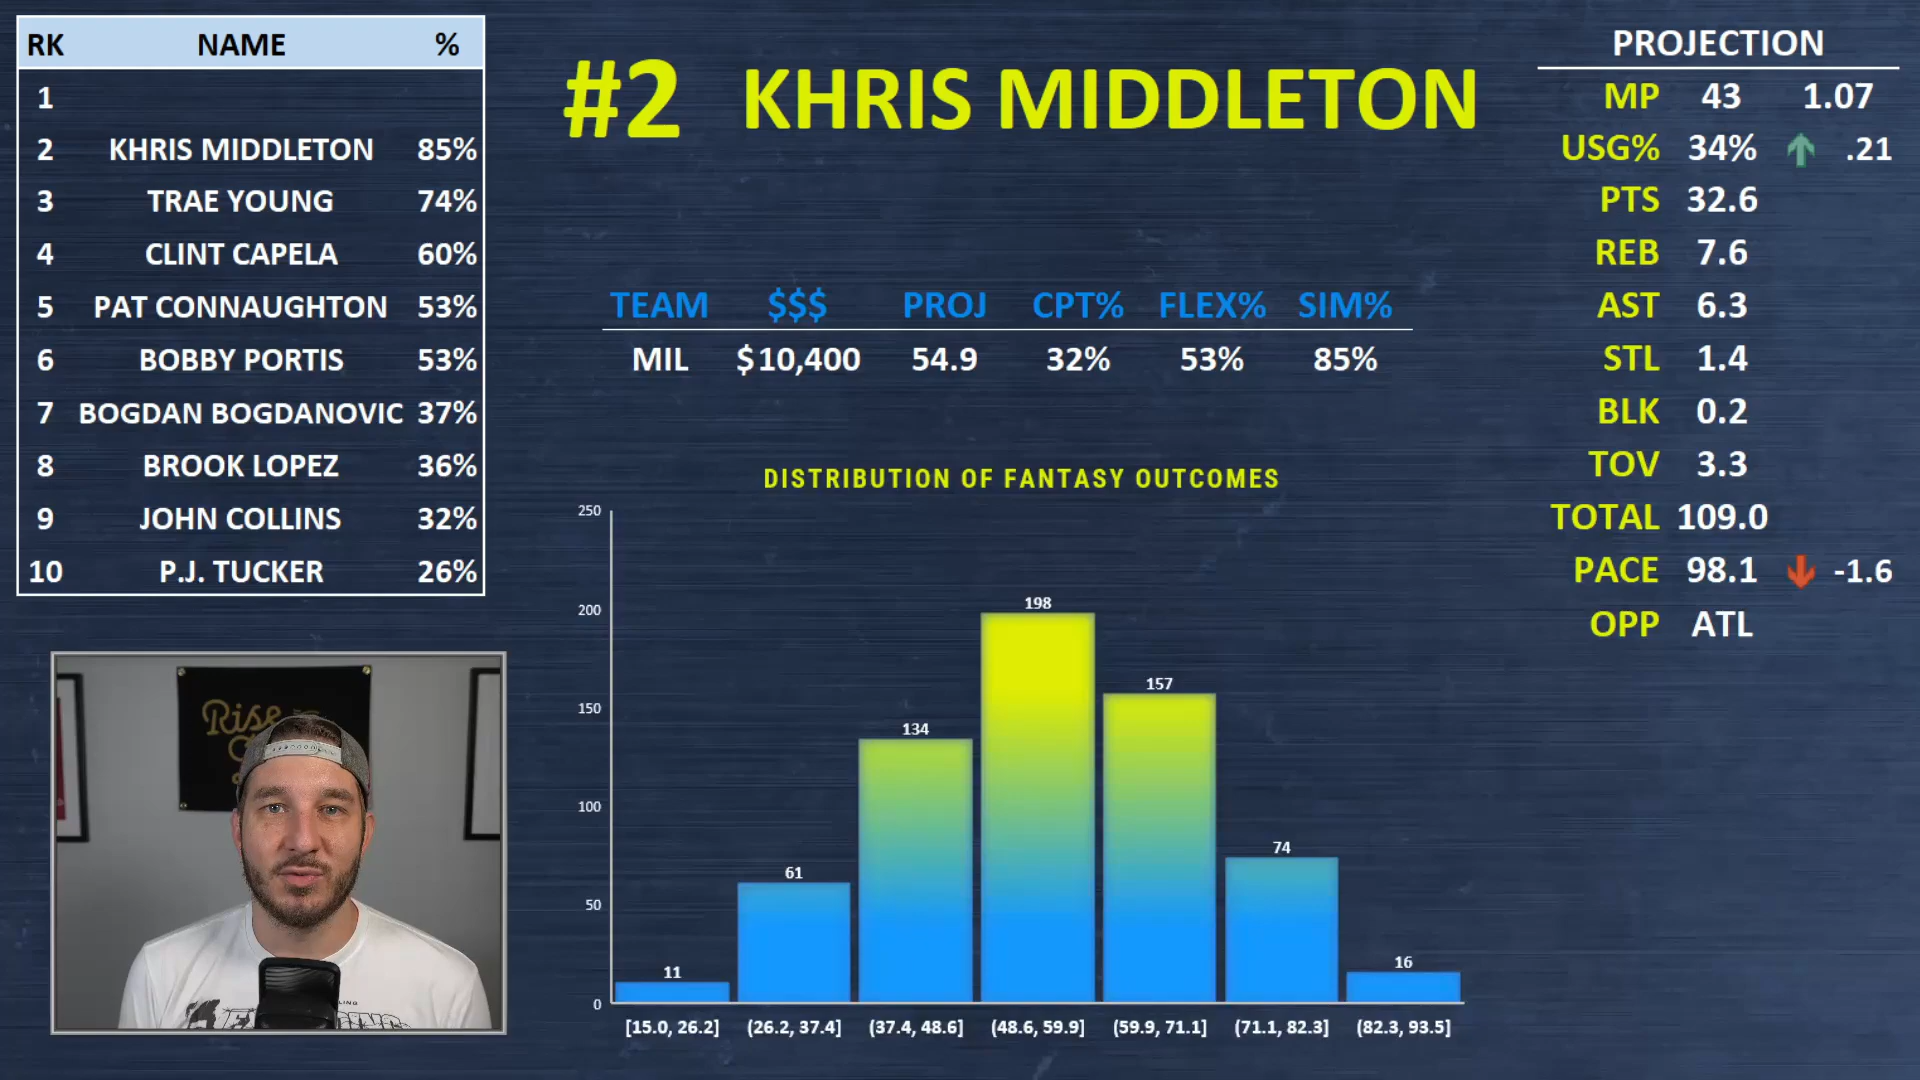 RK NAME %
1
2 KHRIS MIDDLETON 85%
3 TRAE YOUNG 74%
4 CLINT CAPELA 60%
5 PAT CONNAUGHTON 53%
6 BOBBY PORTIS 53%
7 BOGDAN BOGDANOVIC 37%
8 BROOK LOPEZ 36%
9 JOHN COLLINS 32%
10 P.J. TUCKER 26%
#2 KHRIS MIDDLETON
TEAM $$$ PROJ CPT% FLEX% SIM%
MIL $10,400 54.9 32% 53% 85%
DISTRIBUTION OF FANTASY OUTCOMES
250
200
150
100
50
0
11
61
134
198
157
74
16
[15.0, 26.2] (26.2, 37.4] (37.4, 48.6] (48.6, 59.9] (59.9, 71.1] (71.1, 82.3] (82.3, 93.5]
PROJECTION
MP 43 1.07
USG% 34% .21
PTS 32.6
REB 7.6
AST 6.3
STL 1.4
BLK 0.2
TOV 3.3
TOTAL 109.0
PACE 98.1 -1.6
OPP ATL
Rise